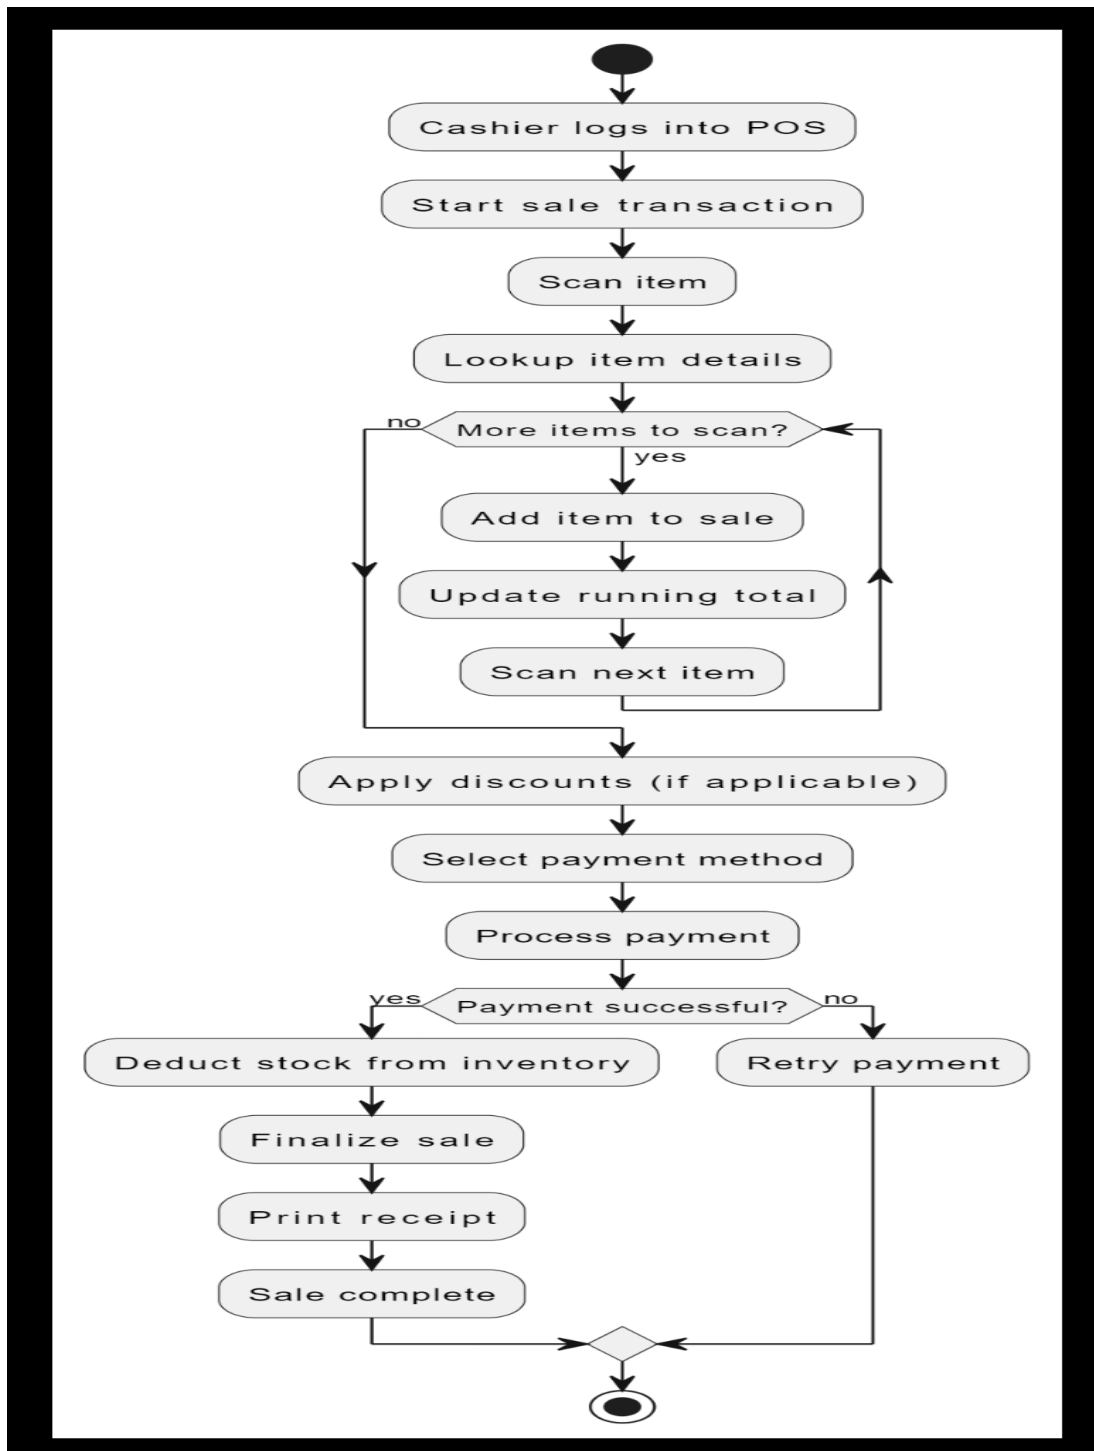 Cashier logs into POS
Start sale transaction
Scan item
Lookup item details
no
More items to scan?
yes
Add item to sale
Update running total
Scan next item
Apply discounts (if applicable)
Select payment method
Process payment
yes
Payment successful?
no
Deduct stock from inventory
Retry payment
Finalize sale
Print receipt
Sale complete